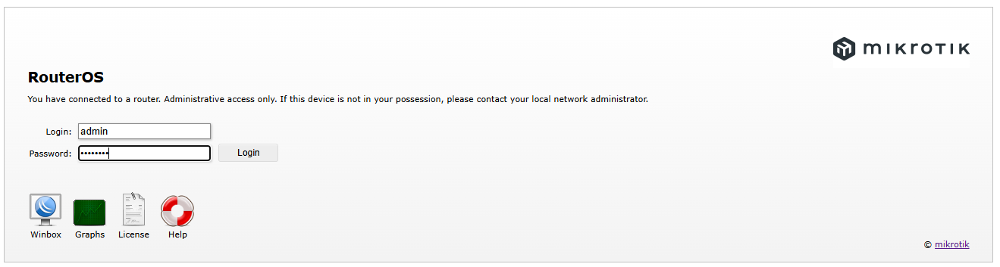 mikrotik
RouterOS
You have connected to a router. Administrative access only. If this device is not in your possession, please contact your local network administrator.
Login: admin
Password: •••••••• Login
Winbox Graphs License Help
© mikrotik